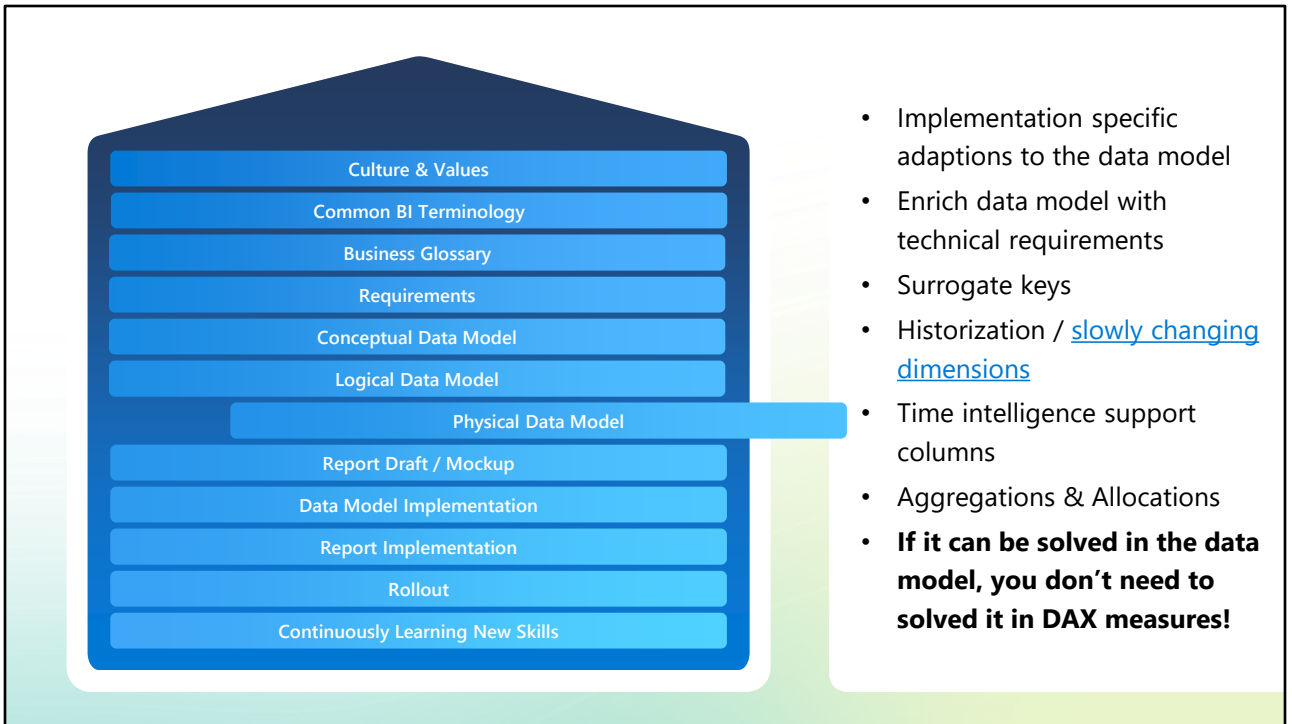 Culture & Values
Common BI Terminology
Business Glossary
Requirements
Conceptual Data Model
Logical Data Model
Physical Data Model
Report Draft / Mockup
Data Model Implementation
Report Implementation
Rollout
Continuously Learning New Skills
• Implementation specific
adaptions to the data model
• Enrich data model with
technical requirements
• Surrogate keys
• Historization / slowly changing
dimensions
• Time intelligence support
columns
• Aggregations & Allocations
• If it can be solved in the data
model, you don’t need to
solved it in DAX measures!